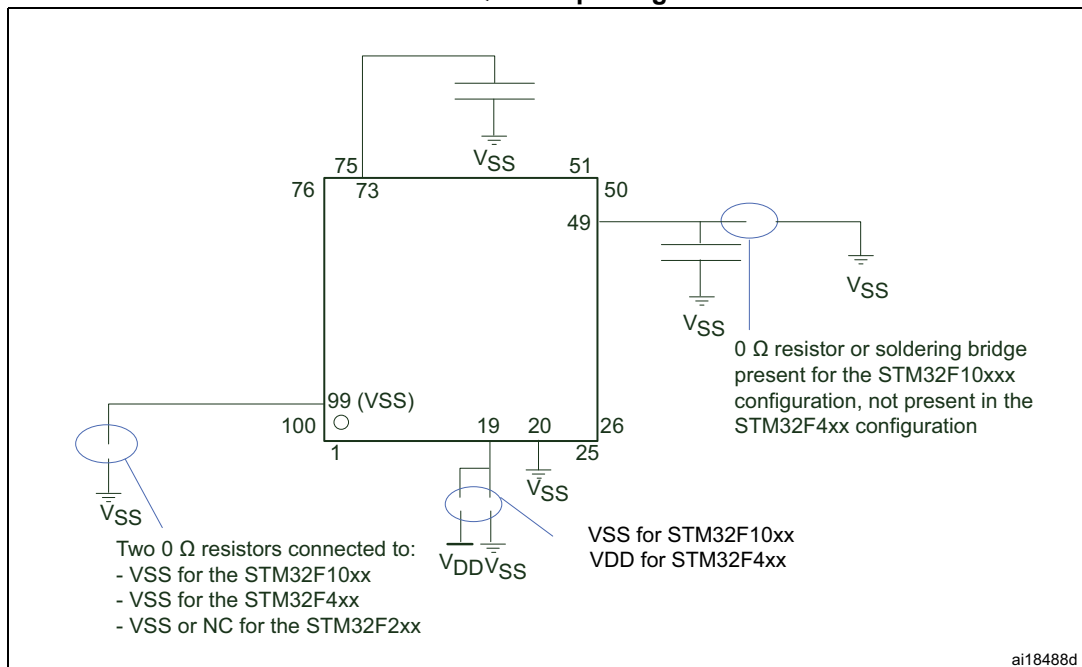 VSS
75
51
76
73
50
49
VSS
VSS
0 Ω resistor or soldering bridge
present for the STM32F10xxx
configuration, not present in the
STM32F4xx configuration
99 (VSS)
100
19
20
26
1
25
VSS
VSS
VDD VSS
VSS for STM32F10xx
VDD for STM32F4xx
Two 0 Ω resistors connected to:
- VSS for the STM32F10xx
- VSS for the STM32F4xx
- VSS or NC for the STM32F2xx
ai18488d